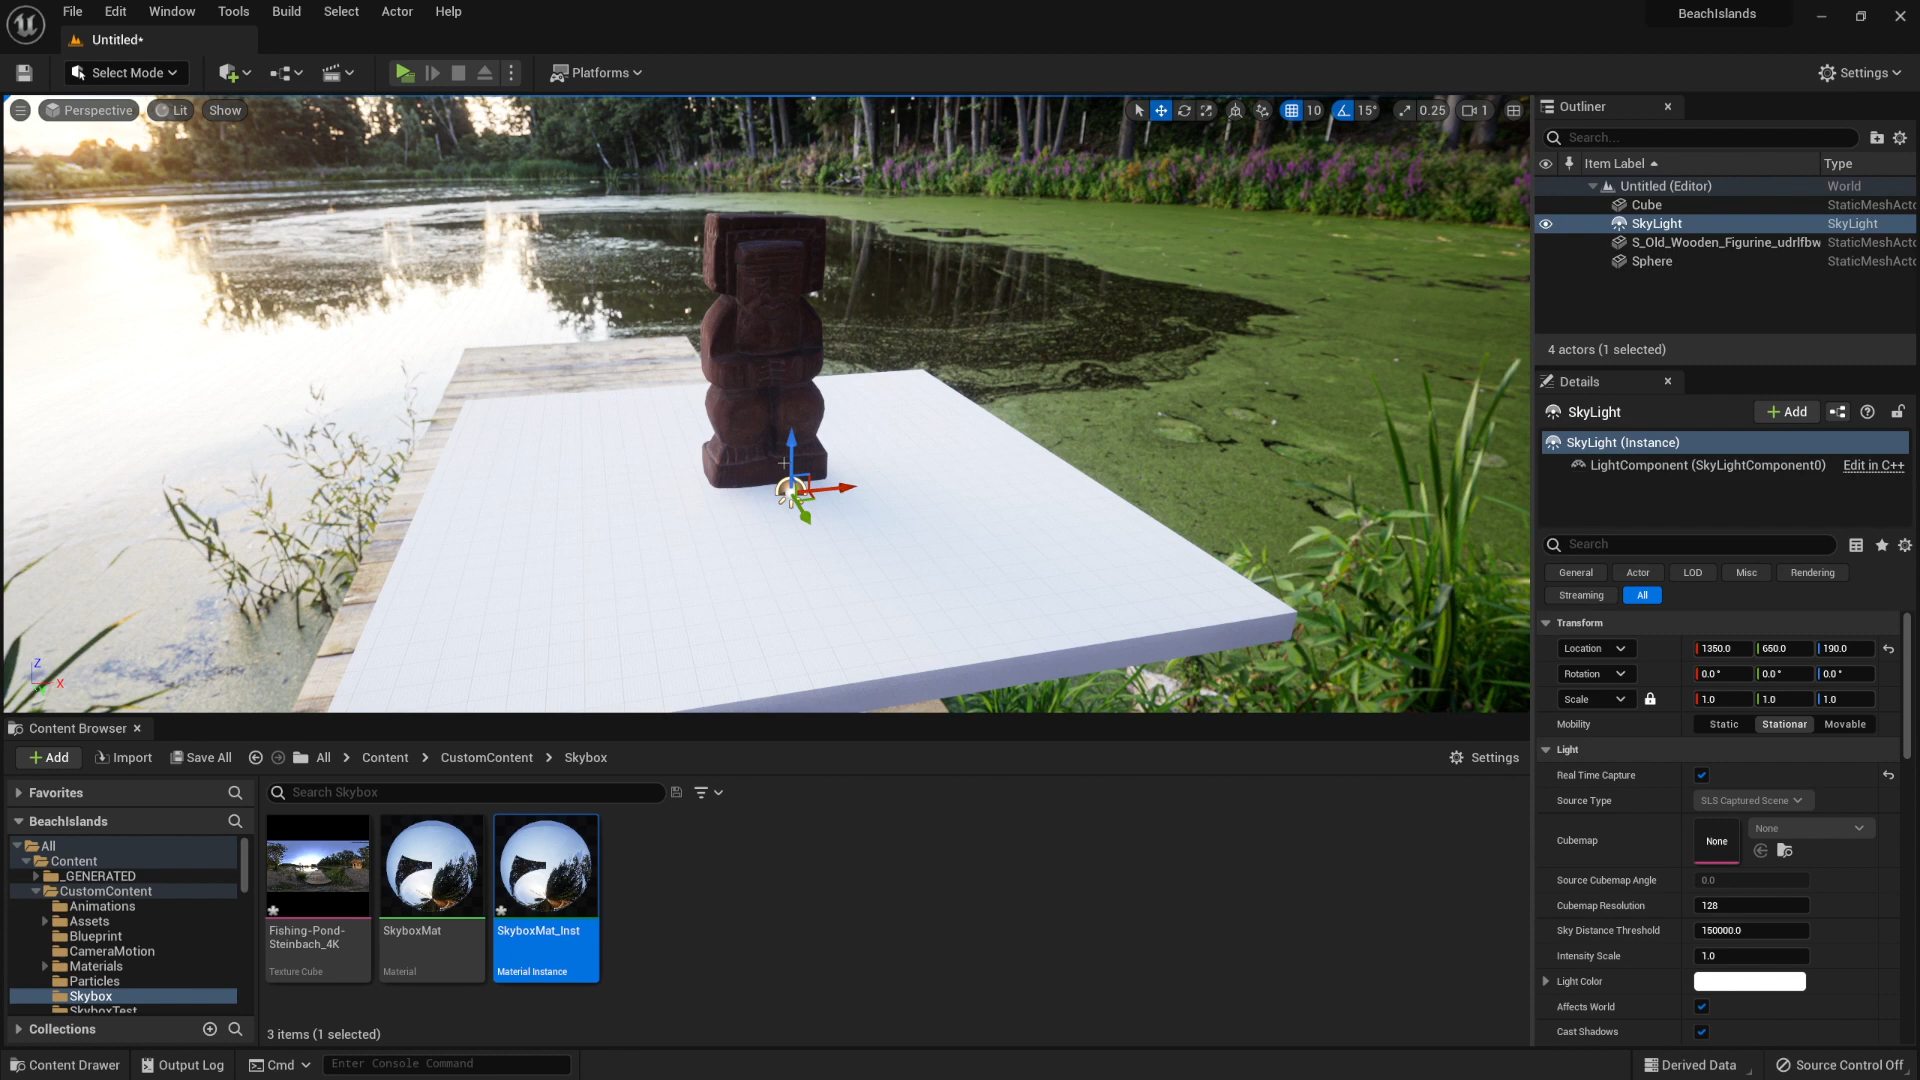 File Edit Window Tools Build Select Actor Help
BeachIslands
Untitled*
Select Mode
Platforms
Settings
Perspective Lit Show
10 15° 0.25 1
Outliner
Search...
Item Label Type
Untitled (Editor) World
Cube StaticMeshActo
SkyLight SkyLight
S_Old_Wooden_Figurine_udrlfbw StaticMeshActo
Sphere StaticMeshActo
4 actors (1 selected)
Details
SkyLight Add
SkyLight (Instance)
LightComponent (SkyLightComponent0) Edit in C++
Search
General Actor LOD Misc Rendering
Streaming All
Transform
Location 1350.0 650.0 190.0
Rotation 0.0° 0.0° 0.0°
Scale 1.0 1.0 1.0
Mobility Static Stationar Movable
Light
Real Time Capture
Source Type SLS Captured Scene
Cubemap None None
Source Cubemap Angle 0.0
Cubemap Resolution 128
Sky Distance Threshold 150000.0
Intensity Scale 1.0
Light Color
Affects World
Cast Shadows
Z
X
Content Browser
Add Import Save All All Content CustomContent Skybox Settings
Favorites
Search Skybox
BeachIslands
All
Content
_GENERATED
CustomContent
Animations
Assets
Blueprint
CameraMotion
Materials
Particles
Skybox
SkyboxTest
Collections
Fishing-Pond-
Steinbach_4K
Texture Cube
SkyboxMat
Material
SkyboxMat_Inst
Material Instance
3 items (1 selected)
Content Drawer Output Log Cmd Enter Console Command Derived Data Source Control Off